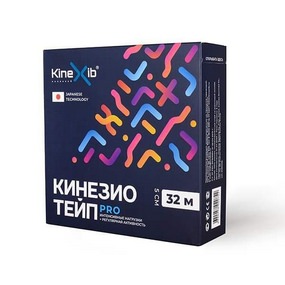 KineXib®
JAPANESE
TECHNOLOGY
КИНЕЗИО
ТЕЙП PRO
ИНТЕНСИВНЫЕ НАГРУЗКИ
+ РЕГУЛЯРНАЯ АКТИВНОСТЬ
5 СМ
32 М